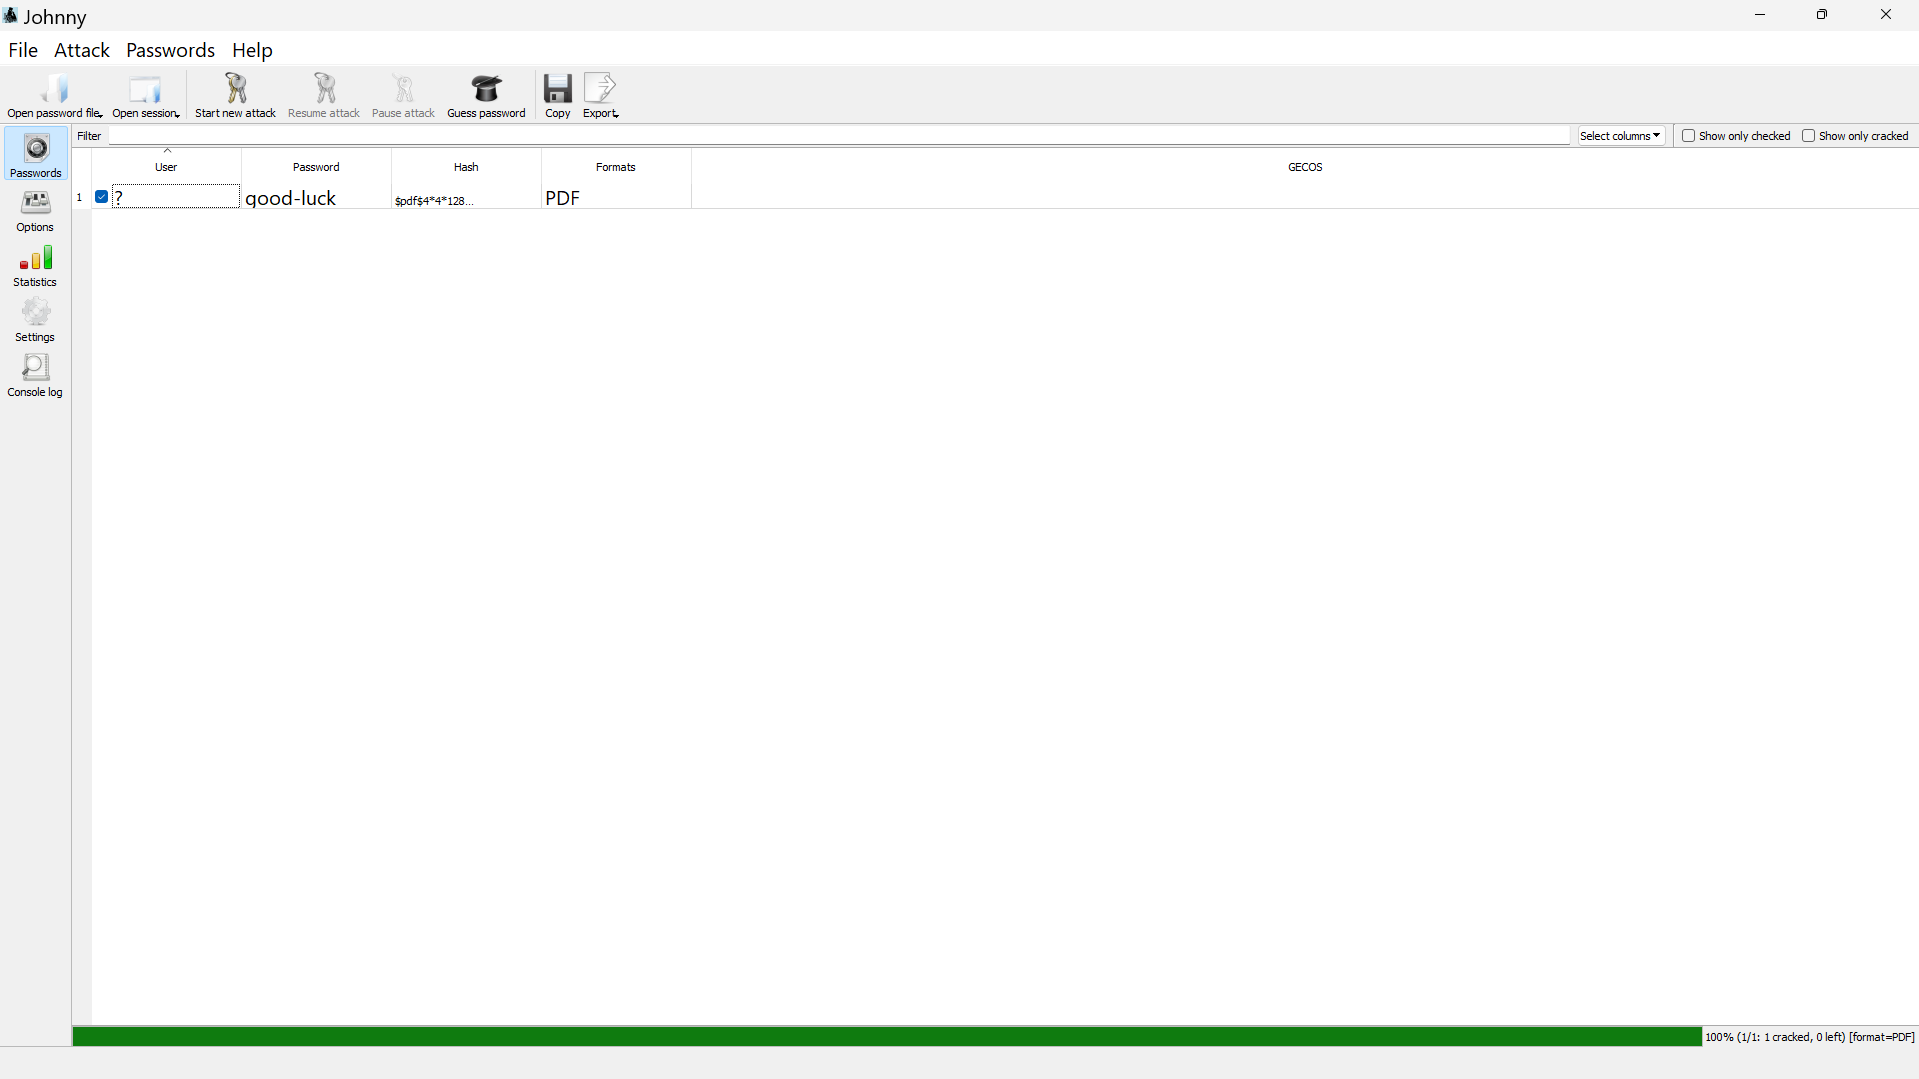 Johnny
File Attack Passwords Help
Open password file Open session Start new attack Resume attack Pause attack Guess password Copy Export
Filter Select columns Show only checked Show only cracked
Passwords
Options
Statistics
Settings
Console log
User Password Hash Formats GECOS
1 ? good-luck $pdf$4*4*128... PDF
100% (1/1: 1 cracked, 0 left) [format=PDF]